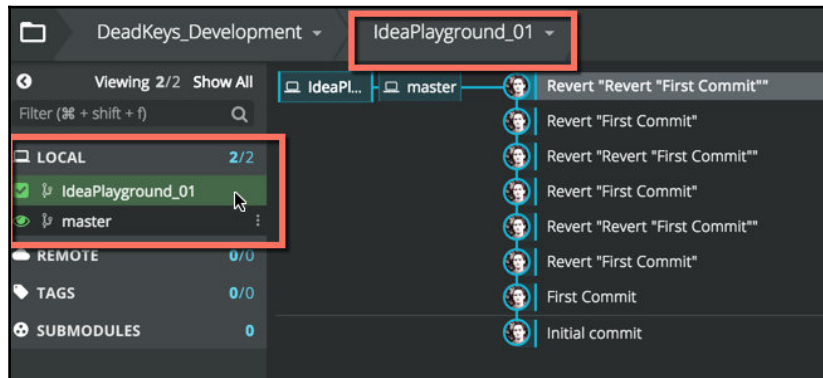 DeadKeys_Development
IdeaPlayground_01
Viewing 2/2 Show All
Filter (⌘ + shift + f)
LOCAL 2/2
IdeaPlayground_01
master
REMOTE 0/0
TAGS 0/0
SUBMODULES 0
IdeaPl... master Revert "Revert "First Commit""
Revert "First Commit"
Revert "Revert "First Commit""
Revert "First Commit"
Revert "Revert "First Commit""
Revert "First Commit"
First Commit
Initial commit